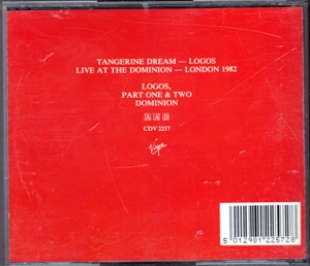 TANGERINE DREAM — LOGOS
LIVE AT THE DOMINION — LONDON 1982
LOGOS,
PART ONE & TWO
DOMINION
A A D
CDV 2257
Virgin
5 012981 225728